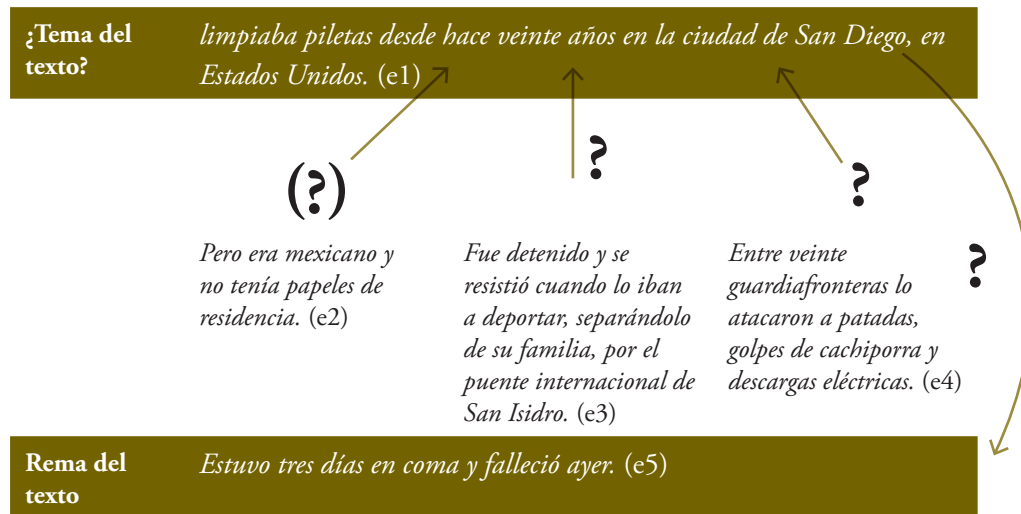 ¿Tema del
texto?
limpiaba piletas desde hace veinte años en la ciudad de San Diego, en
Estados Unidos. (e1)
(?)
?
?
?
Pero era mexicano y
no tenía papeles de
residencia. (e2)
Fue detenido y se
resistió cuando lo iban
a deportar, separándolo
de su familia, por el
puente internacional de
San Isidro. (e3)
Entre veinte
guardiafronteras lo
atacaron a patadas,
golpes de cachiporra y
descargas eléctricas. (e4)
Rema del
texto
Estuvo tres días en coma y falleció ayer. (e5)